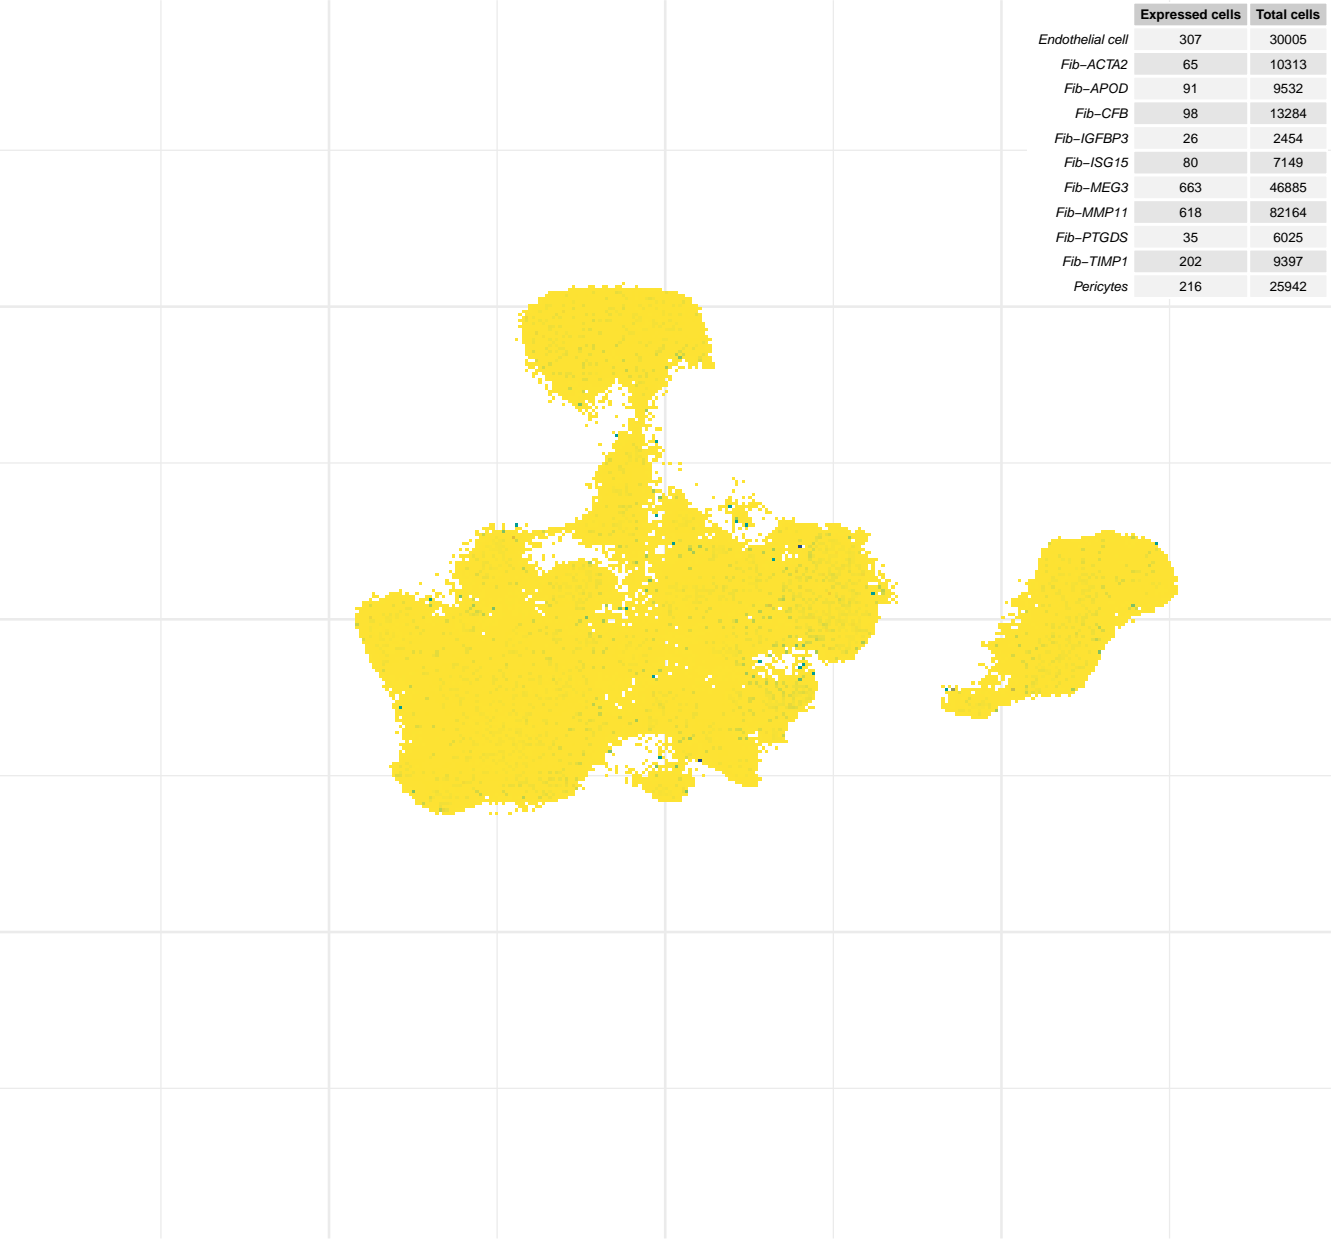 Expressed cells Total cells
Endothelial cell 307 30005
Fib−ACTA2 65 10313
Fib−APOD 91 9532
Fib−CFB 98 13284
Fib−IGFBP3 26 2454
Fib−ISG15 80 7149
Fib−MEG3 663 46885
Fib−MMP11 618 82164
Fib−PTGDS 35 6025
Fib−TIMP1 202 9397
Pericytes 216 25942